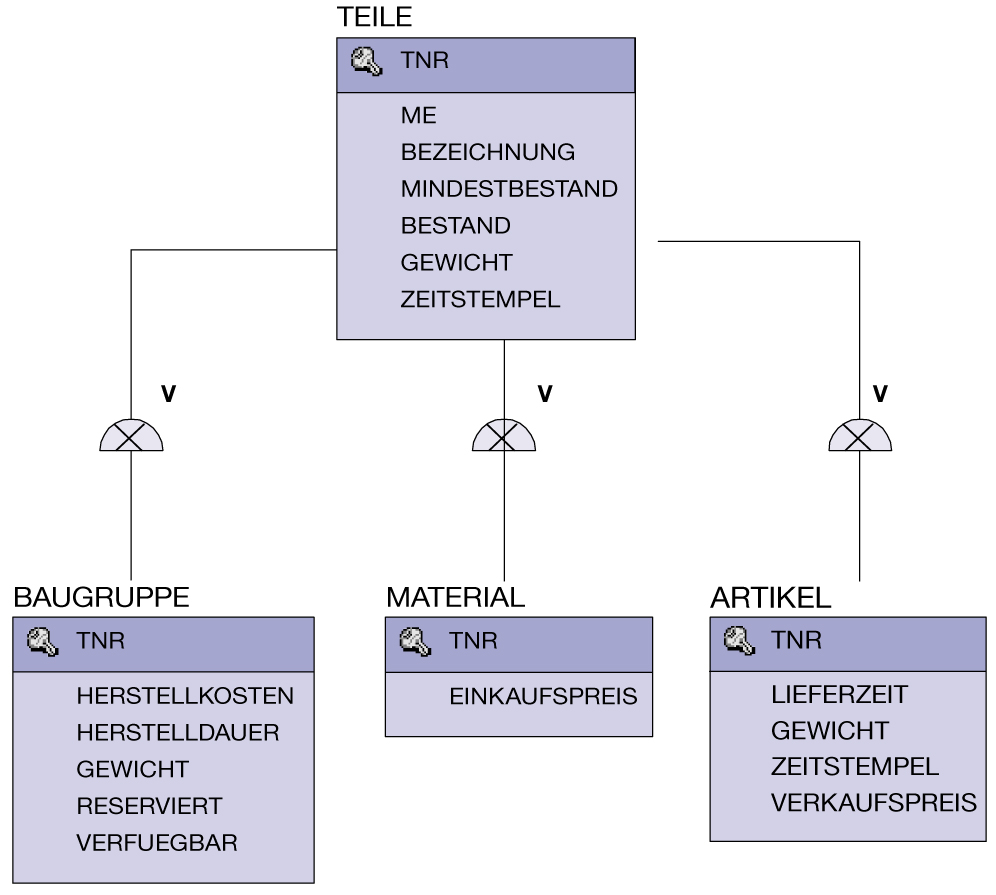 TEILE
TNR
ME
BEZEICHNUNG
MINDESTBESTAND
BESTAND
GEWICHT
ZEITSTEMPEL
V
V
V
BAUGRUPPE
TNR
HERSTELLKOSTEN
HERSTELLDAUER
GEWICHT
RESERVIERT
VERFUEGBAR
MATERIAL
TNR
EINKAUFSPREIS
ARTIKEL
TNR
LIEFERZEIT
GEWICHT
ZEITSTEMPEL
VERKAUFSPREIS